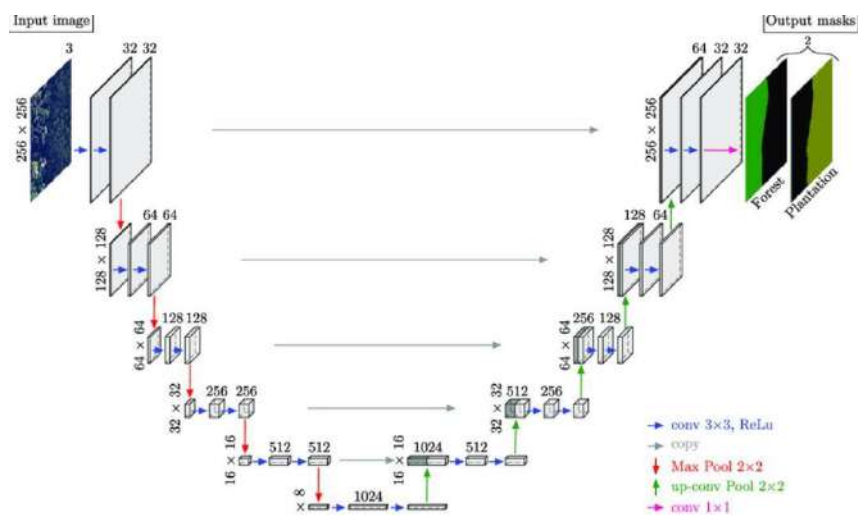 Input image
Output masks
3
32 32
64 32 32
2
256 × 256
256 × 256
Forest
Plantation
64 64
128 64
128 × 128
128 × 128
128 128
256 128
64 × 64
64 × 64
256 256
512 256
32 × 32
32 × 32
512 512
1024 512
16 × 16
16 × 16
1024
conv 3×3, ReLu
copy
Max Pool 2×2
up-conv Pool 2×2
conv 1×1